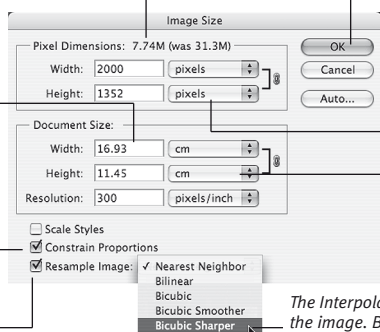 Image Size
Pixel Dimensions: 7.74M (was 31.3M)
OK
Width: 2000 pixels
Cancel
Height: 1352 pixels
Auto...
Document Size:
Width: 16.93 cm
Height: 11.45 cm
Resolution: 300 pixels/inch
Scale Styles
Constrain Proportions
Resample Image: ✓ Nearest Neighbor
Bilinear
Bicubic
Bicubic Smoother
Bicubic Sharper
The Interpola
the image. B